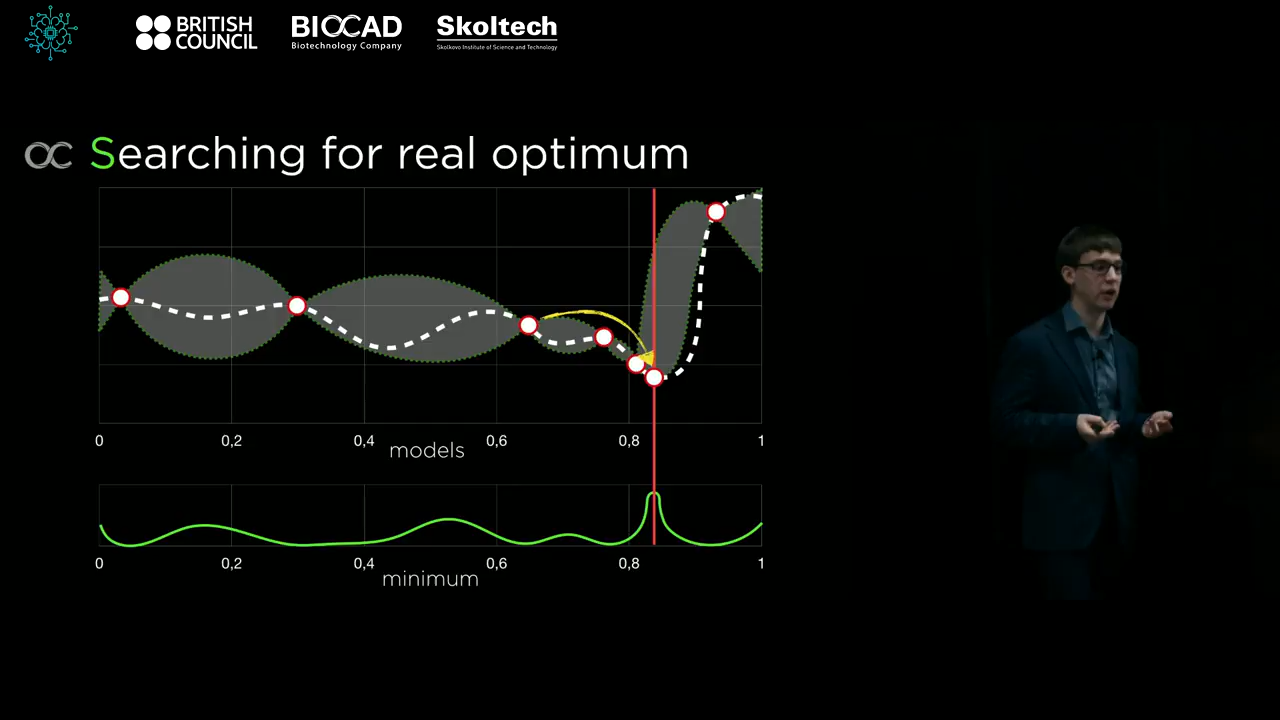 BRITISH
COUNCIL
BIOCAD
Biotechnology Company
Skoltech
Skolkovo Institute of Science and Technology
Searching for real optimum
0 0,2 0,4 0,6 0,8 1
models
0 0,2 0,4 0,6 0,8 1
minimum